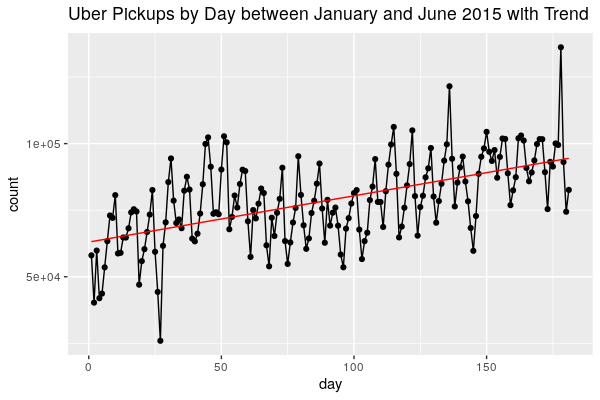 Uber Pickups by Day between January and June 2015 with Trend
count
1e+05
5e+04
0
50
100
150
day